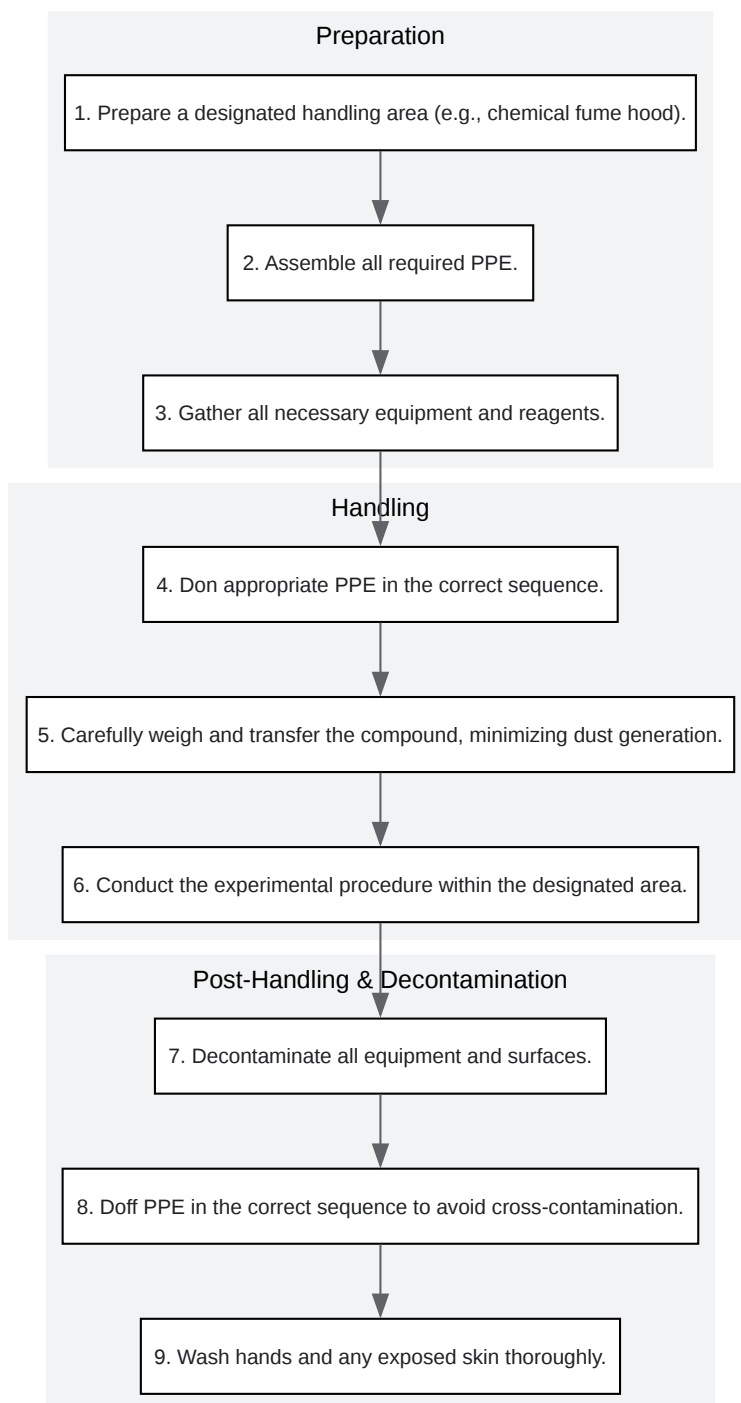 Preparation
1. Prepare a designated handling area (e.g., chemical fume hood).
2. Assemble all required PPE.
3. Gather all necessary equipment and reagents.
Handling
4. Don appropriate PPE in the correct sequence.
5. Carefully weigh and transfer the compound, minimizing dust generation.
6. Conduct the experimental procedure within the designated area.
Post-Handling & Decontamination
7. Decontaminate all equipment and surfaces.
8. Doff PPE in the correct sequence to avoid cross-contamination.
9. Wash hands and any exposed skin thoroughly.